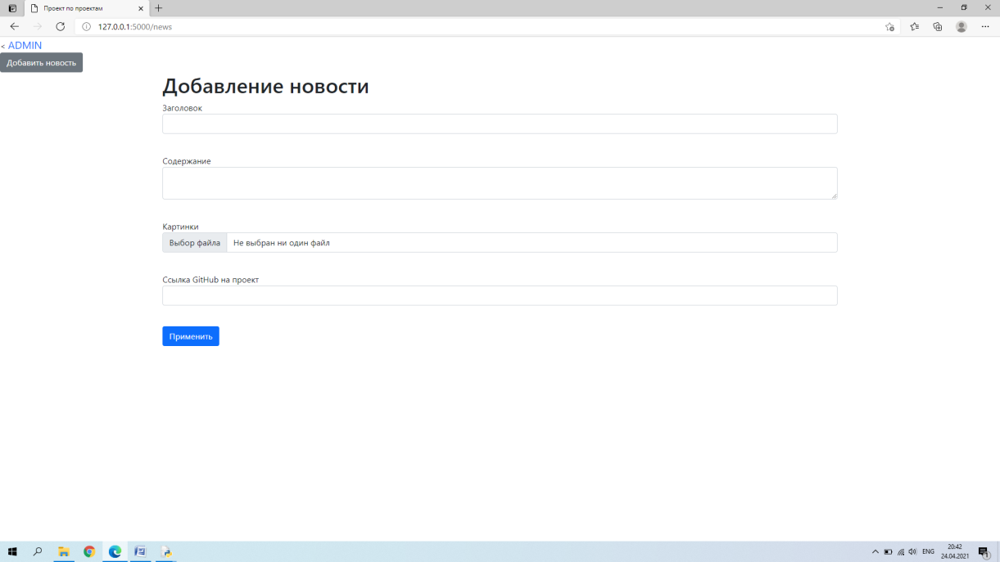 Проект по проектам
127.0.0.1:5000/news
< ADMIN
Добавить новость
Добавление новости
Заголовок
Содержание
Картинки
Выбор файла Не выбран ни один файл
Ссылка GitHub на проект
Применить
ENG
20:42
24.04.2021
1